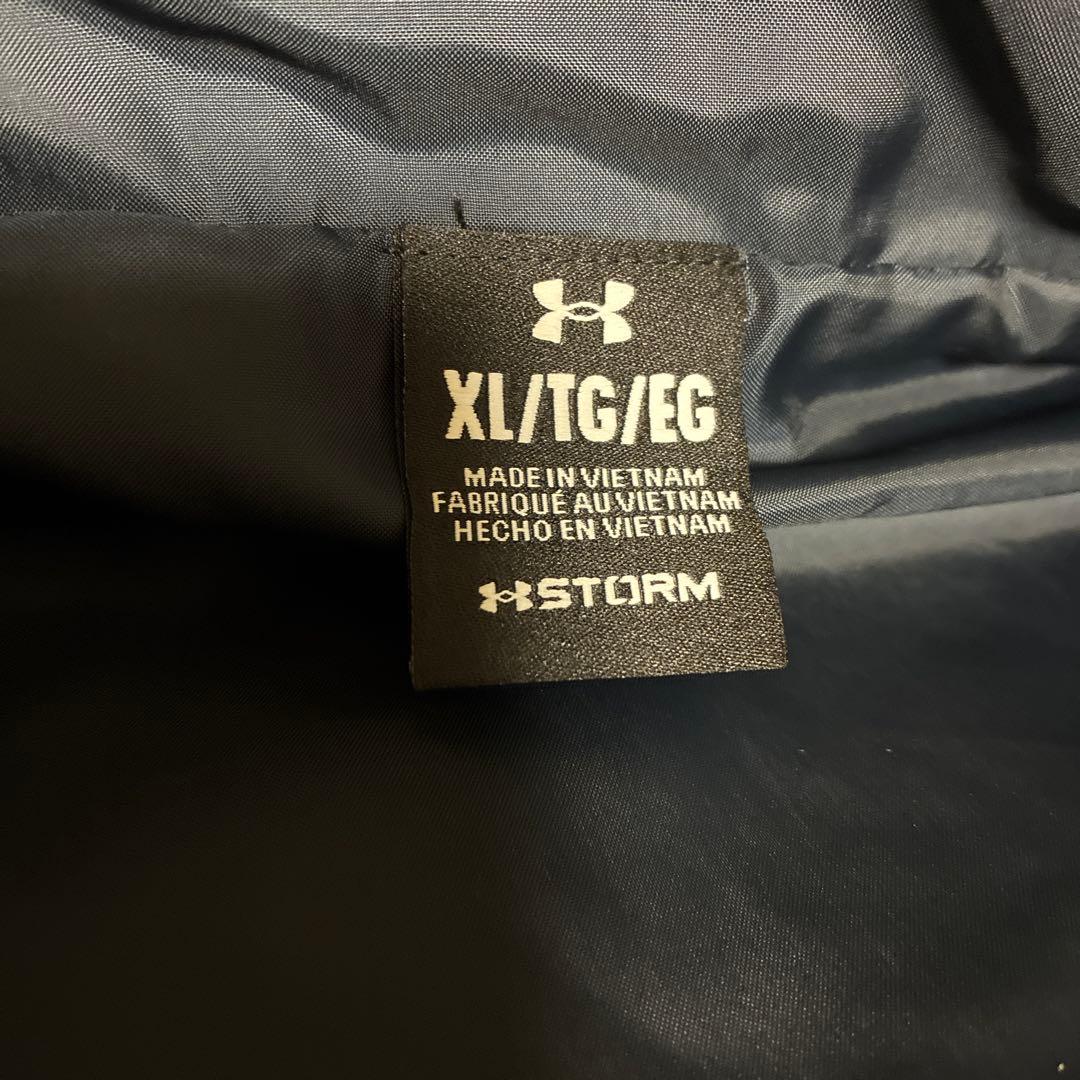 XL/TG/EG
MADE IN VIETNAM
FABRIQUÉ AU VIETNAM
HECHO EN VIETNAM
STORM